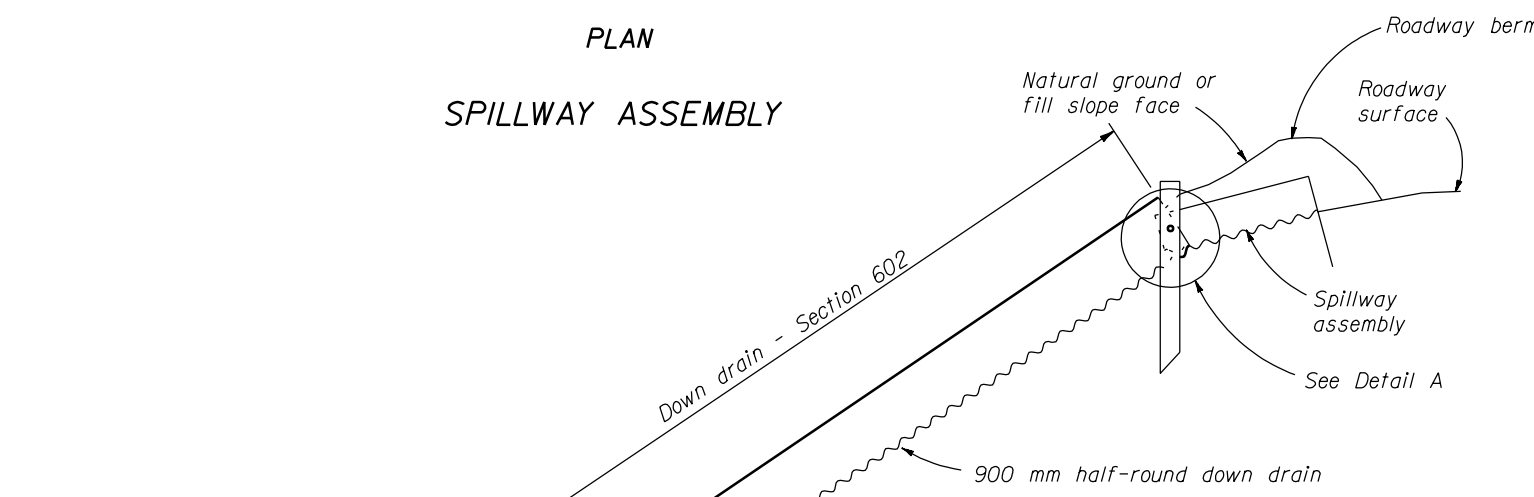 PLAN
SPILLWAY ASSEMBLY
Roadway berm
Natural ground or
fill slope face
Roadway
surface
Down drain - Section 602
Spillway
assembly
See Detail A
900 mm half-round down drain